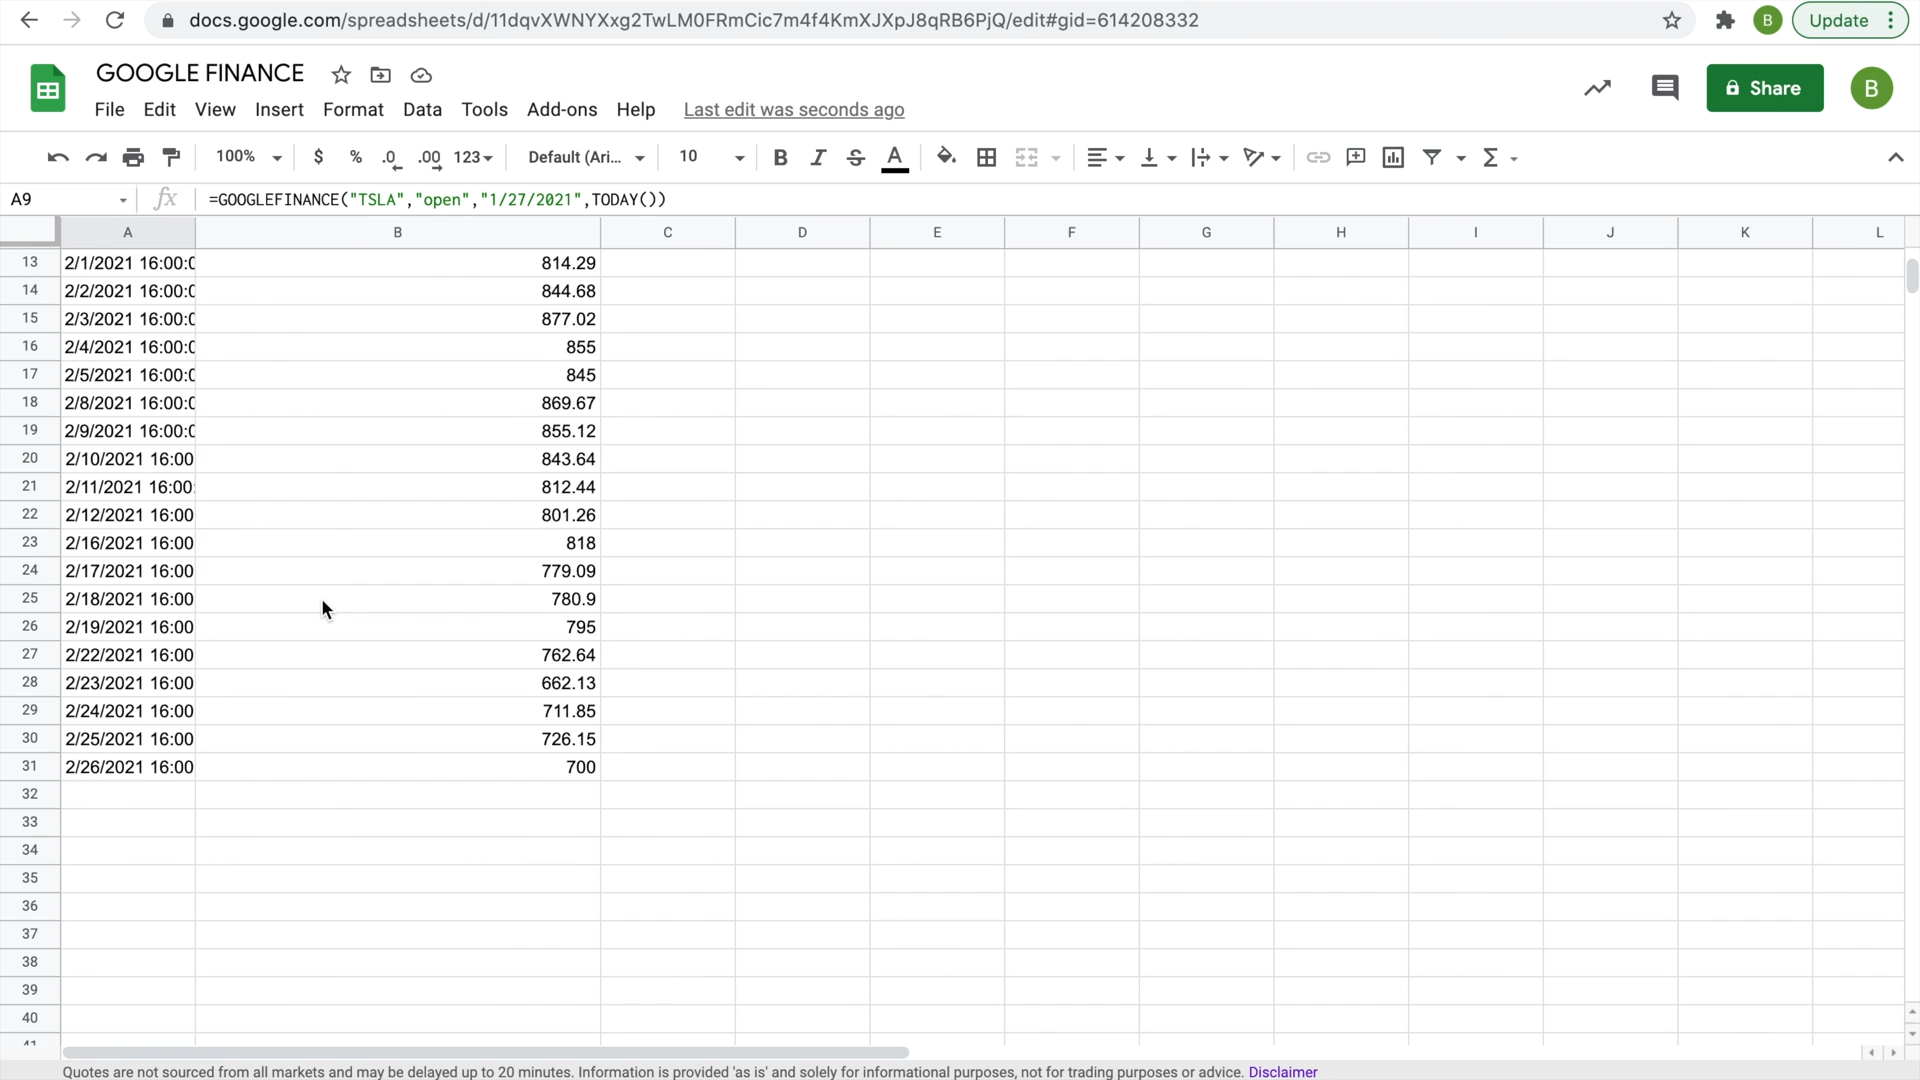 docs.google.com/spreadsheets/d/11dqvXWNYXxg2TwLM0FRmCic7m4f4KmXJXpJ8qRB6PjQ/edit#gid=614208332 B Update
GOOGLE FINANCE
File Edit View Insert Format Data Tools Add-ons Help Last edit was seconds ago Share B
100% $ % .0 .00 123 Default (Ari... 10 B I S A Σ
A9 fx =GOOGLEFINANCE("TSLA","open","1/27/2021",TODAY())
A B C D E F G H I J K L
13 2/1/2021 16:00:0 814.29
14 2/2/2021 16:00:0 844.68
15 2/3/2021 16:00:0 877.02
16 2/4/2021 16:00:0 855
17 2/5/2021 16:00:0 845
18 2/8/2021 16:00:0 869.67
19 2/9/2021 16:00:0 855.12
20 2/10/2021 16:00 843.64
21 2/11/2021 16:00: 812.44
22 2/12/2021 16:00 801.26
23 2/16/2021 16:00 818
24 2/17/2021 16:00 779.09
25 2/18/2021 16:00 780.9
26 2/19/2021 16:00 795
27 2/22/2021 16:00 762.64
28 2/23/2021 16:00 662.13
29 2/24/2021 16:00 711.85
30 2/25/2021 16:00 726.15
31 2/26/2021 16:00 700
32
33
34
35
36
37
38
39
40
41
Quotes are not sourced from all markets and may be delayed up to 20 minutes. Information is provided 'as is' and solely for informational purposes, not for trading purposes or advice. Disclaimer